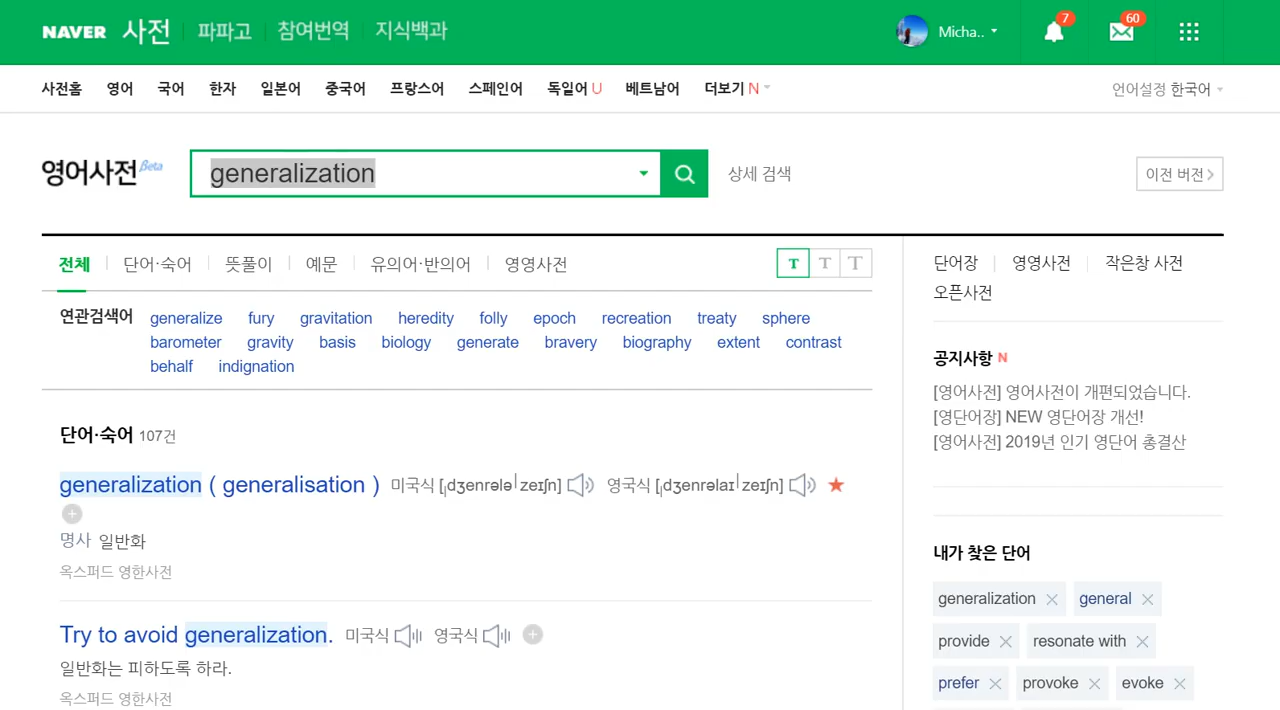 NAVER 사전 파파고 참여번역 지식백과 Micha.. 7 60
사전홈 영어 국어 한자 일본어 중국어 프랑스어 스페인어 독일어 U 베트남어 더보기 N 언어설정 한국어
영어사전 Beta generalization 상세 검색 이전 버전
전체 단어·숙어 뜻풀이 예문 유의어·반의어 영영사전 T T T
연관검색어 generalize fury gravitation heredity folly epoch recreation treaty sphere
barometer gravity basis biology generate bravery biography extent contrast
behalf indignation
단어·숙어 107건
generalization ( generalisation ) 미국식 [ˌdʒenrələˈzeɪʃn] 영국식 [ˌdʒenrəlaɪˈzeɪʃn]
명사 일반화
옥스퍼드 영한사전
Try to avoid generalization. 미국식 영국식
일반화는 피하도록 하라.
옥스퍼드 영한사전
단어장 영영사전 작은창 사전
오픈사전
공지사항 N
[영어사전] 영어사전이 개편되었습니다.
[영단어장] NEW 영단어장 개선!
[영어사전] 2019년 인기 영단어 총결산
내가 찾은 단어
generalization general
provide resonate with
prefer provoke evoke